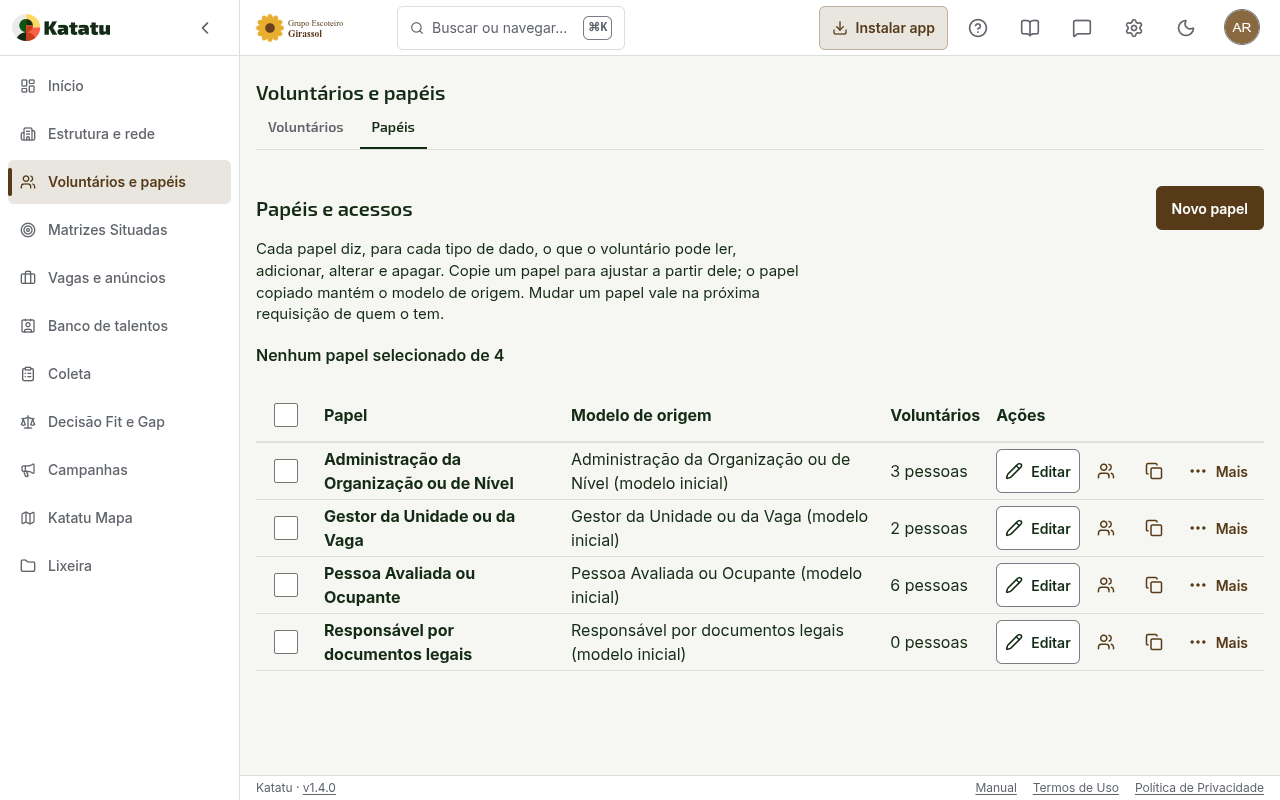 Katatu
Grupo Escoteiro
Girassol
Buscar ou navegar... ⌘K
Instalar app
AR
Início
Estrutura e rede
Voluntários e papéis
Matrizes Situadas
Vagas e anúncios
Banco de talentos
Coleta
Decisão Fit e Gap
Campanhas
Katatu Mapa
Lixeira
Voluntários e papéis
Voluntários Papéis
Papéis e acessos
Novo papel
Cada papel diz, para cada tipo de dado, o que o voluntário pode ler,
adicionar, alterar e apagar. Copie um papel para ajustar a partir dele; o papel
copiado mantém o modelo de origem. Mudar um papel vale na próxima
requisição de quem o tem.
Nenhum papel selecionado de 4
Papel Modelo de origem Voluntários Ações
Administração da
Organização ou de Nível
Administração da Organização ou de
Nível (modelo inicial)
3 pessoas
Editar
Mais
Gestor da Unidade ou da
Vaga
Gestor da Unidade ou da Vaga (modelo
inicial)
2 pessoas
Editar
Mais
Pessoa Avaliada ou
Ocupante
Pessoa Avaliada ou Ocupante (modelo
inicial)
6 pessoas
Editar
Mais
Responsável por
documentos legais
Responsável por documentos legais
(modelo inicial)
0 pessoas
Editar
Mais
Katatu · v1.4.0
Manual Termos de Uso Política de Privacidade